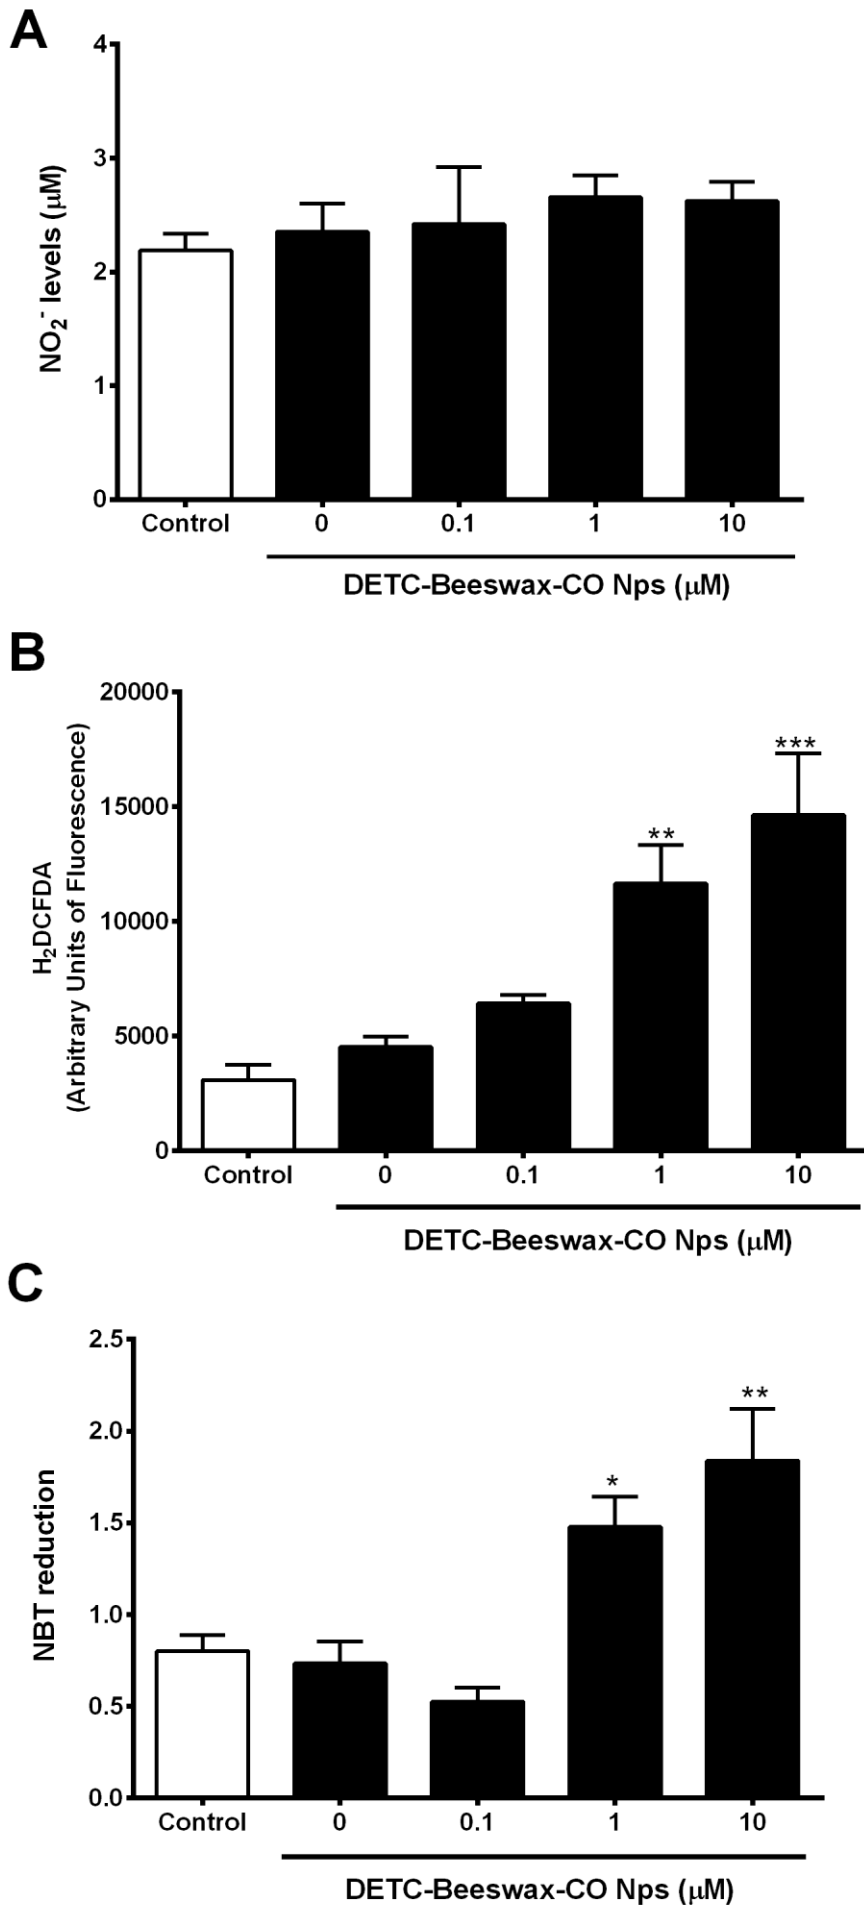 A
4
3
2
1
0
NO₂⁻ levels (μM)
Control 0 0.1 1 10
DETC-Beeswax-CO Nps (μM)
B
20000
15000
10000
5000
0
H₂DCFDA
(Arbitrary Units of Fluorescence)
**
***
Control 0 0.1 1 10
DETC-Beeswax-CO Nps (μM)
C
2.5
2.0
1.5
1.0
0.5
0.0
NBT reduction
*
**
Control 0 0.1 1 10
DETC-Beeswax-CO Nps (μM)